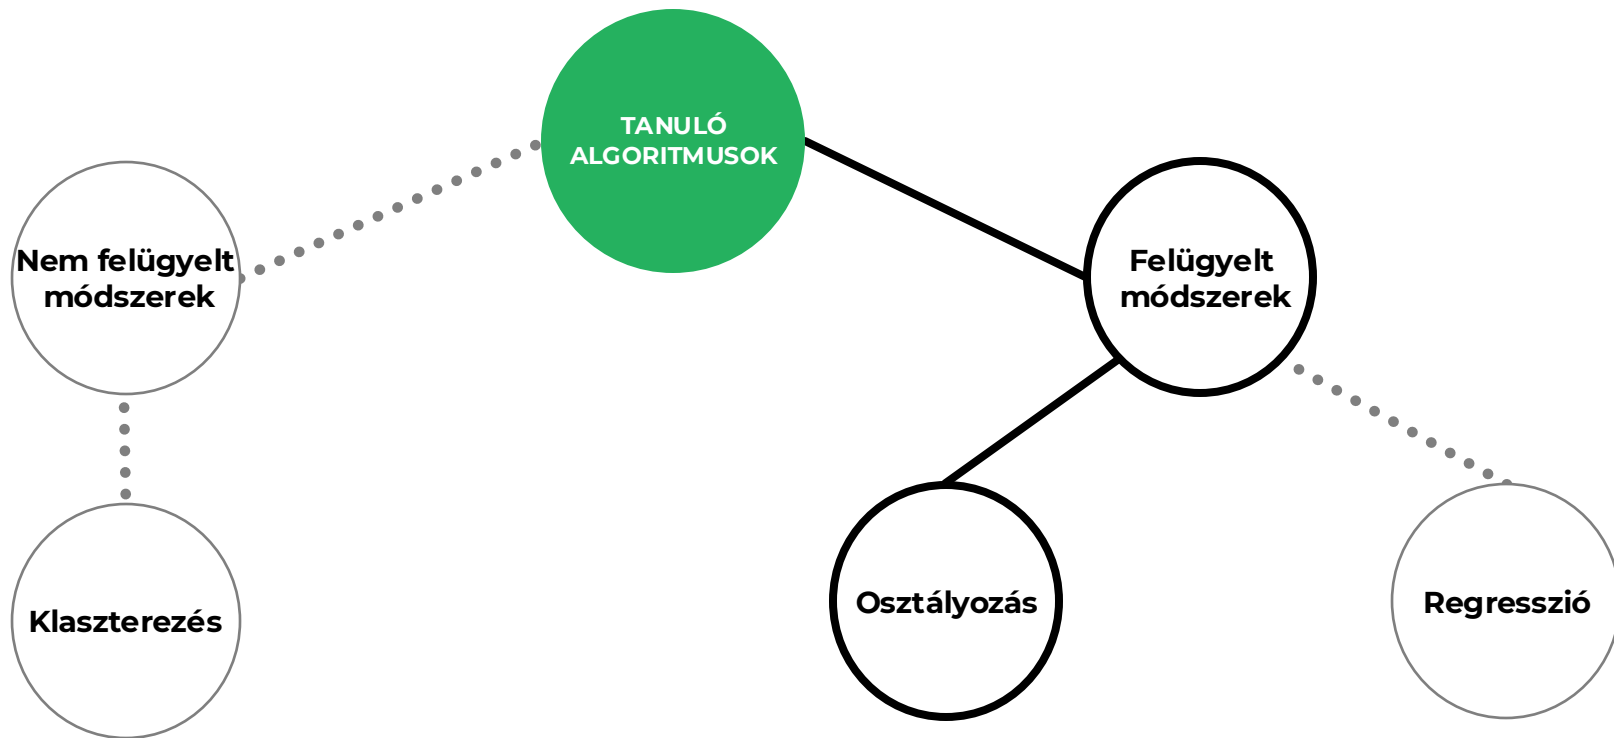 TANULÓ
ALGORITMUSOK
Nem felügyelt
módszerek
Felügyelt
módszerek
Klaszterezés
Osztályozás
Regresszió